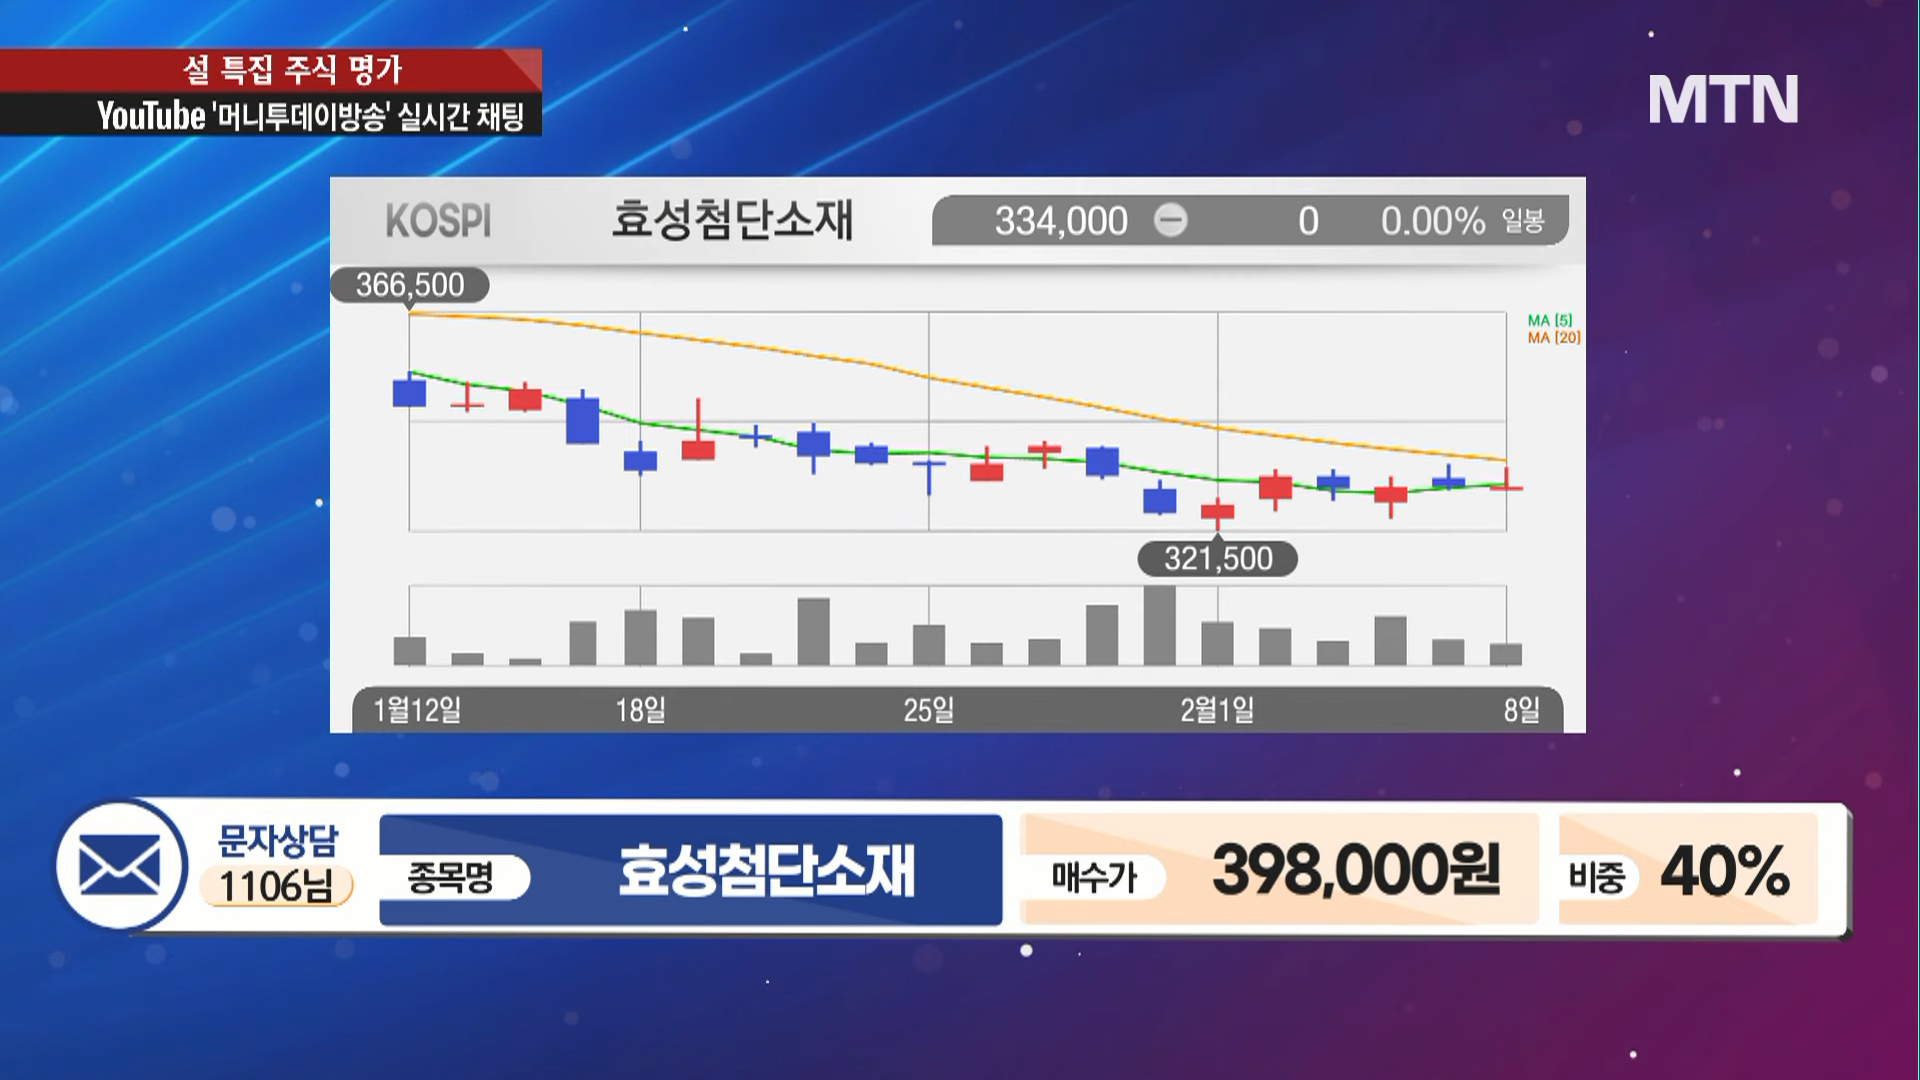 설 특집 주식 명가
YouTube '머니투데이방송' 실시간 채팅
MTN
KOSPI 효성첨단소재 334,000 0 0.00% 일봉
366,500
MA [5]
MA [20]
321,500
1월12일 18일 25일 2월1일 8일
문자상담
1106님
종목명 효성첨단소재 매수가 398,000원 비중 40%